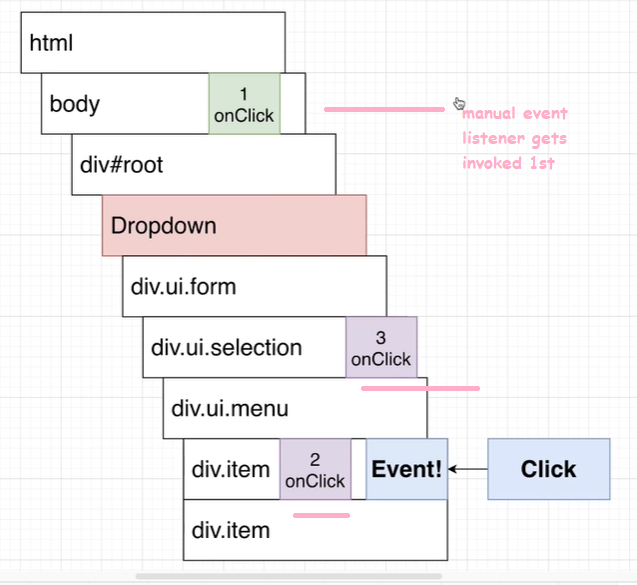 html
body
1
onClick
manual event
listener gets
invoked 1st
div#root
Dropdown
div.ui.form
div.ui.selection
3
onClick
div.ui.menu
div.item
2
onClick
Event!
Click
div.item